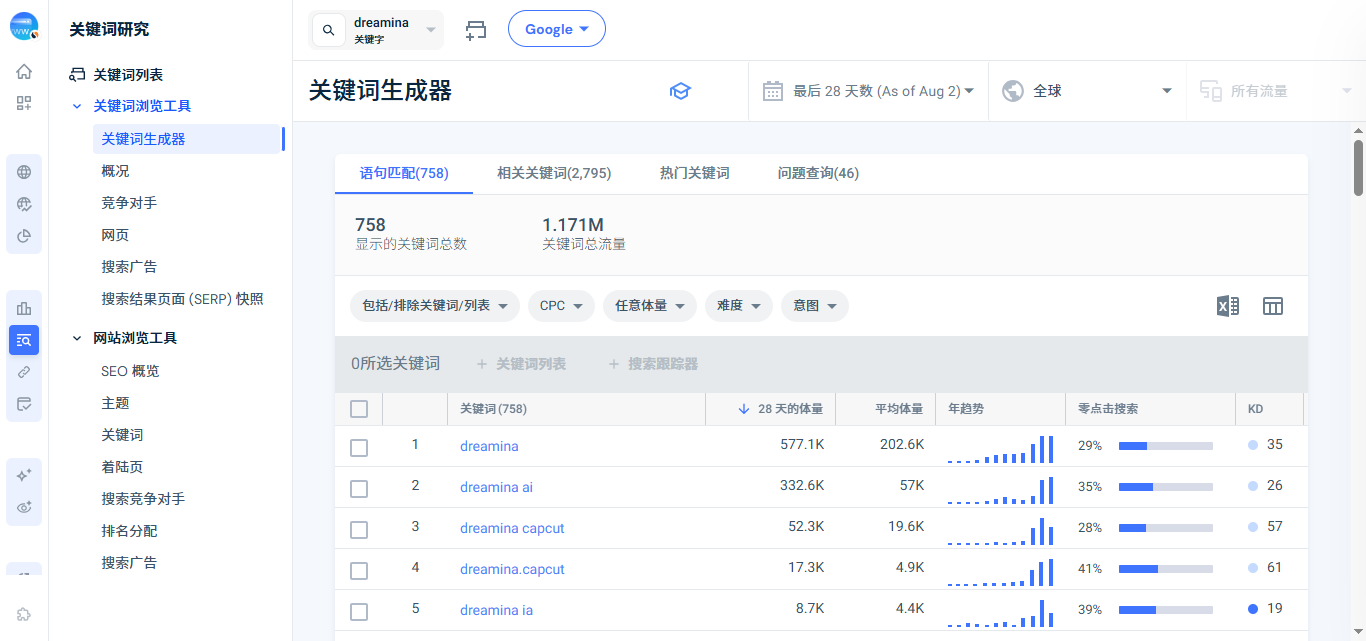 关键词研究
关键词列表
关键词浏览工具
关键词生成器
概况
竞争对手
网页
搜索广告
搜索结果页面 (SERP) 快照
网站浏览工具
SEO 概览
主题
关键词
着陆页
搜索竞争对手
排名分配
搜索广告
dreamina
关键字
Google
关键词生成器
最后 28 天数 (As of Aug 2)
全球
所有流量
语句匹配(758) 相关关键词(2,795) 热门关键词 问题查询(46)
758 1.171M
显示的关键词总数 关键词总流量
包括/排除关键词/列表 CPC 任意体量 难度 意图
0所选关键词 + 关键词列表 + 搜索跟踪器
关键词 (758) 28 天的体量 平均体量 年趋势 零点击搜索 KD
1 dreamina 577.1K 202.6K 29% 35
2 dreamina ai 332.6K 57K 35% 26
3 dreamina capcut 52.3K 19.6K 28% 57
4 dreamina.capcut 17.3K 4.9K 41% 61
5 dreamina ia 8.7K 4.4K 39% 19